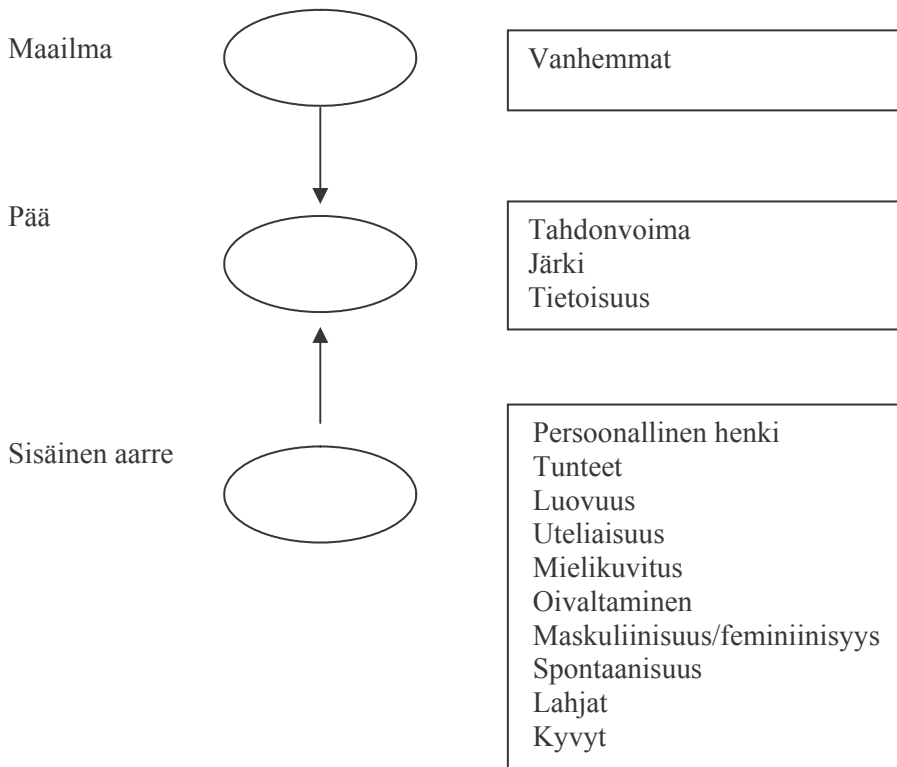 Maailma
Vanhemmat
Pää
Tahdonvoima
Järki
Tietoisuus
Sisäinen aarre
Persoonallinen henki
Tunteet
Luovuus
Uteliaisuus
Mielikuvitus
Oivaltaminen
Maskuliinisuus/feminiinisyys
Spontaanisuus
Lahjat
Kyvyt